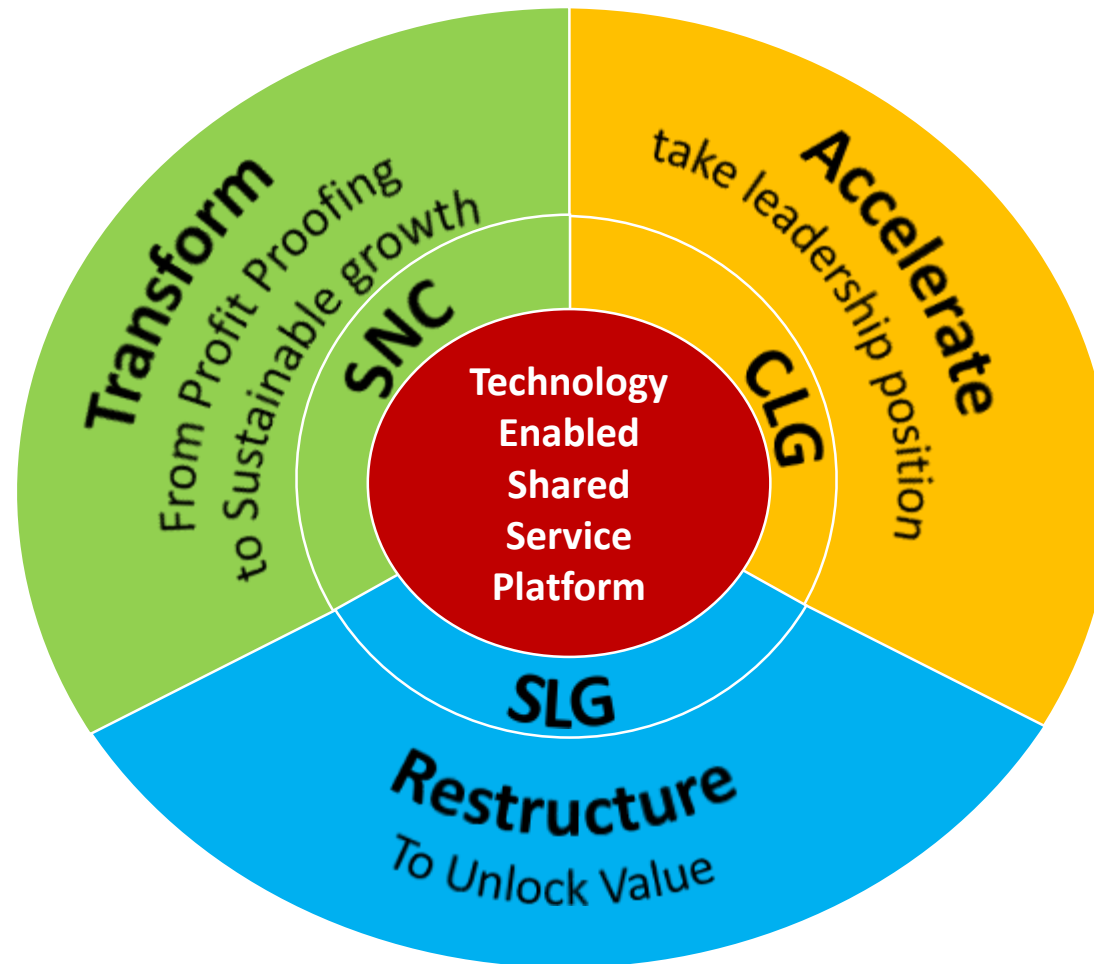 Transform
From Profit Proofing
to Sustainable growth
SNC
Accelerate
take leadership position
CLG
Technology
Enabled
Shared
Service
Platform
SLG
Restructure
To Unlock Value